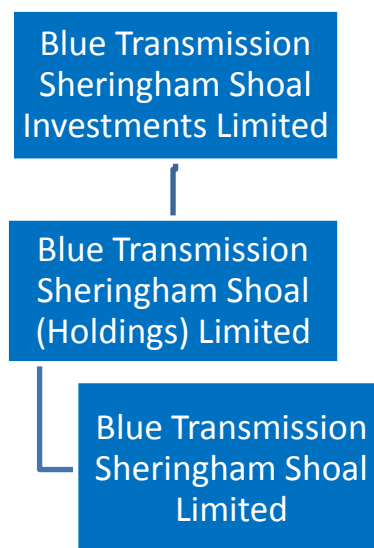 Blue Transmission
Sheringham Shoal
Investments Limited
Blue Transmission
Sheringham Shoal
(Holdings) Limited
Blue Transmission
Sheringham Shoal
Limited